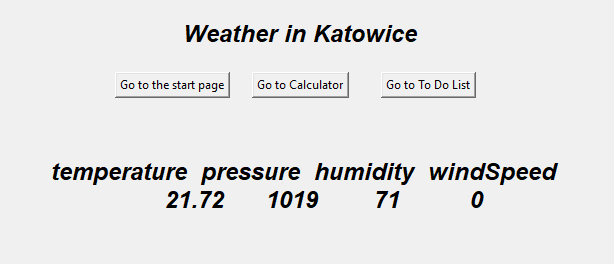 Weather in Katowice
Go to the start page Go to Calculator Go to To Do List
temperature pressure humidity windSpeed
21.72 1019 71 0